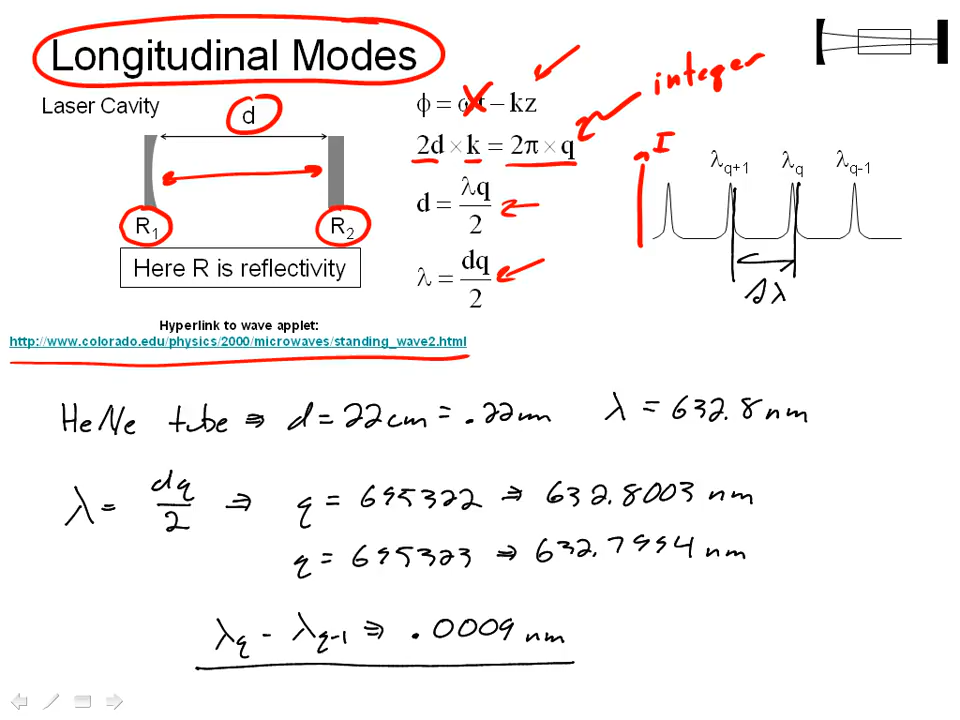 Longitudinal Modes
Laser Cavity
d
R1
R2
Here R is reflectivity
ϕ = ωt − kz
2d × k = 2π × q
d = λq/2
λ = dq/2
integer
I
λq+1 λq λq-1
Δλ
Hyperlink to wave applet:
http://www.colorado.edu/physics/2000/microwaves/standing_wave2.html
HeNe tube ⇒ d = 22cm = .22m λ = 632.8nm
λ = dq/2 ⇒ q = 695322 ⇒ 632.8003 nm
q = 695323 ⇒ 632.7994 nm
λq - λq-1 ⇒ .0009 nm